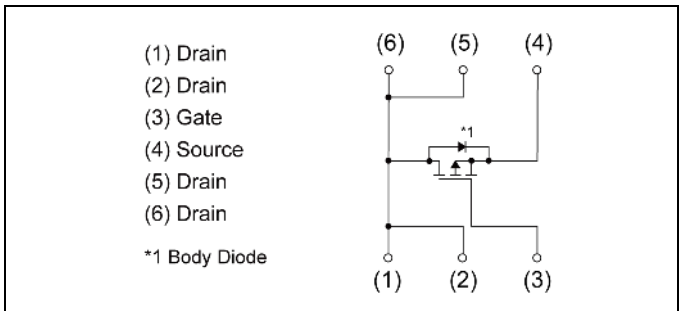 (1) Drain
(2) Drain
(3) Gate
(4) Source
(5) Drain
(6) Drain
*1 Body Diode
(6) (5) (4)
*1
(1) (2) (3)